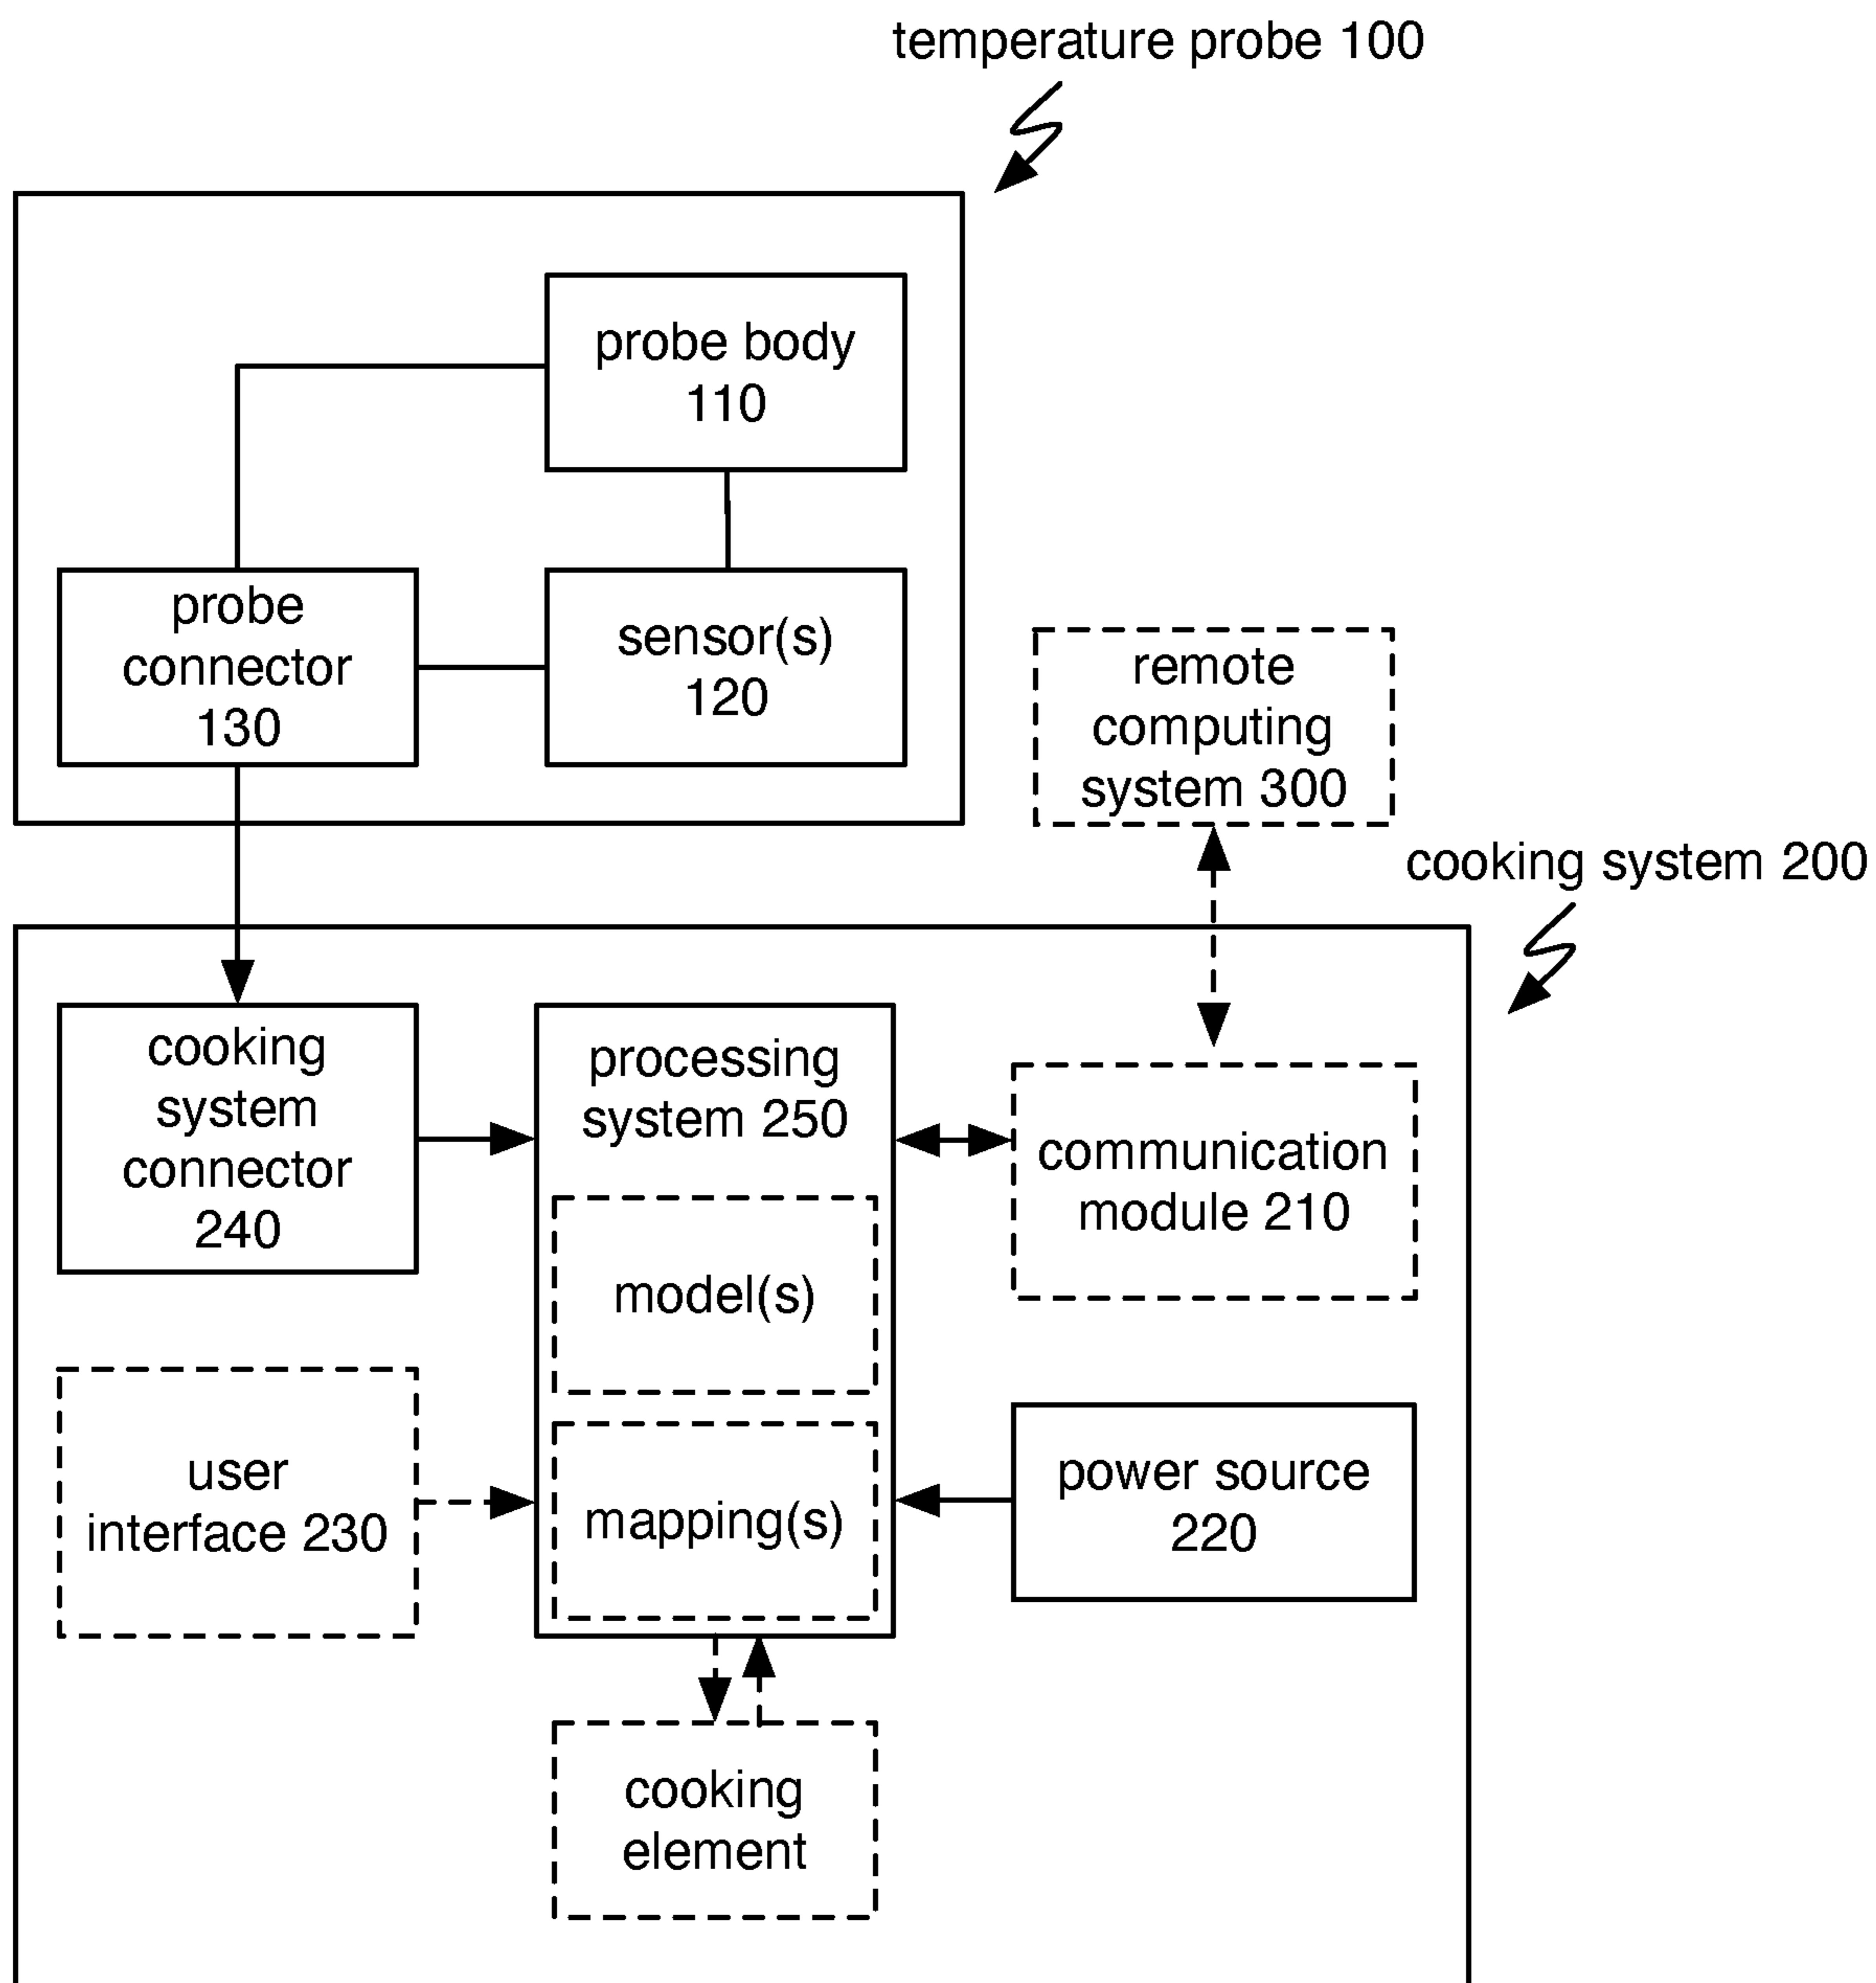 temperature probe 100
probe body
110
probe
connector
130
sensor(s)
120
remote
computing
system 300
cooking system 200
cooking
system
connector
240
processing
system 250
communication
module 210
model(s)
user
interface 230
mapping(s)
power source
220
cooking
element